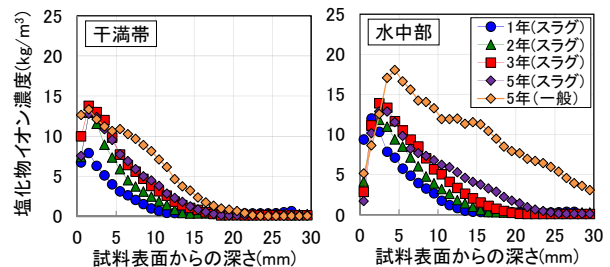 塩化物イオン濃度(kg/m³)
干満帯
25
20
15
10
5
0
0 5 10 15 20 25 30
試料表面からの深さ(mm)
水中部
1年(スラグ)
2年(スラグ)
3年(スラグ)
5年(スラグ)
5年(一般)
25
20
15
10
5
0
0 5 10 15 20 25 30
試料表面からの深さ(mm)